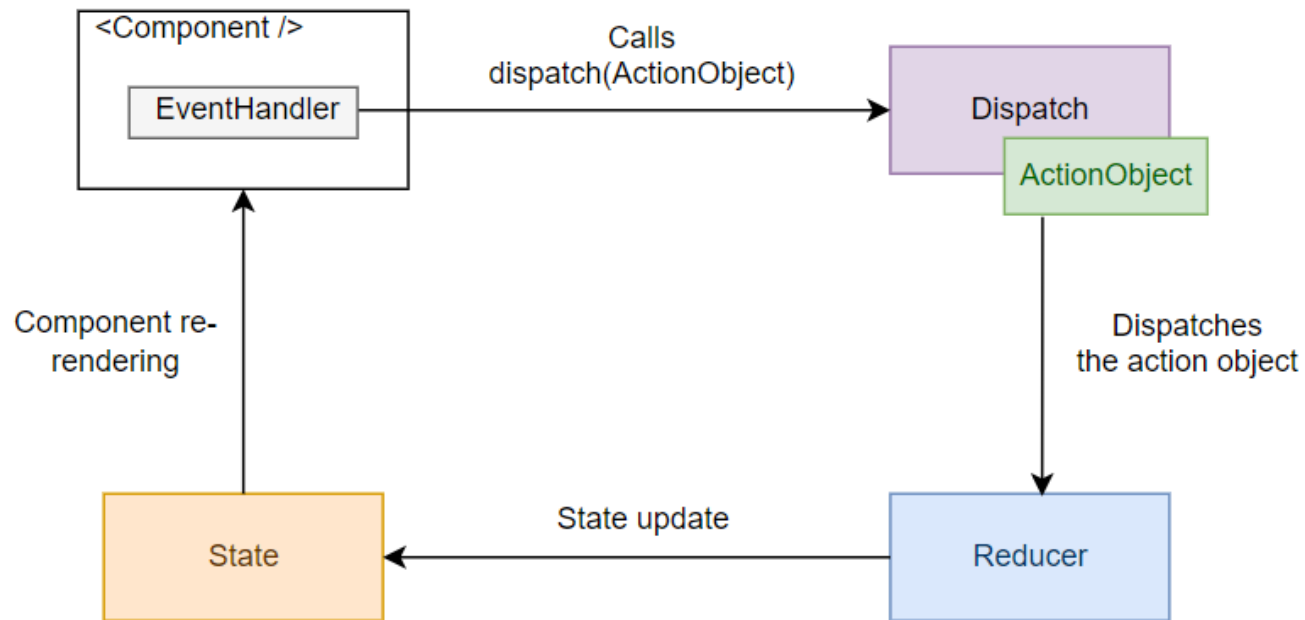 <Component />
EventHandler
Calls
dispatch(ActionObject)
Dispatch
ActionObject
Component re-
rendering
Dispatches
the action object
State
State update
Reducer